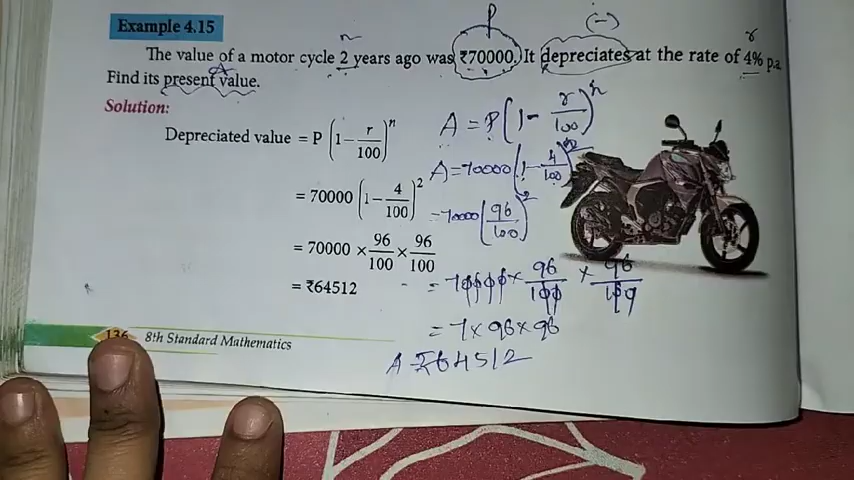 Example 4.15
n
P
(-)
r
The value of a motor cycle 2 years ago was ₹70000. It depreciates at the rate of 4% p.a.
A
Find its present value.
Solution:
Depreciated value = P (1 - r/100)^n
= 70000 (1 - 4/100)^2
= 70000 × 96/100 × 96/100
= ₹64512
A = P (1 - r/100)^n
A = 70000 (1 - 4/100)^2
= 70000 (96/100)^2
= 70000 × 96/100 × 96/100
= 7 × 96 × 96
A = ₹64512
136 8th Standard Mathematics